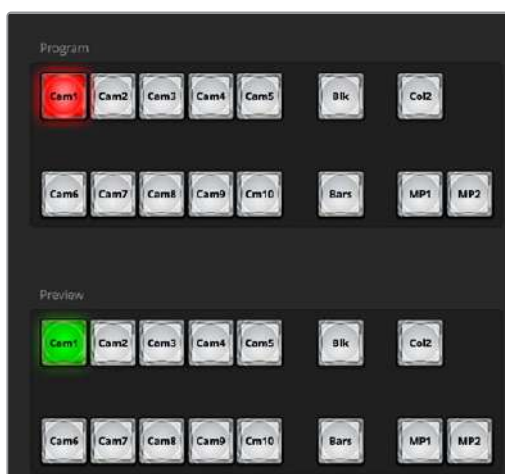 Program
Cam1 Cam2 Cam3 Cam4 Cam5 Blk Col2
Cam6 Cam7 Cam8 Cam9 Cm10 Bars MP1 MP2
Preview
Cam1 Cam2 Cam3 Cam4 Cam5 Blk Col2
Cam6 Cam7 Cam8 Cam9 Cm10 Bars MP1 MP2